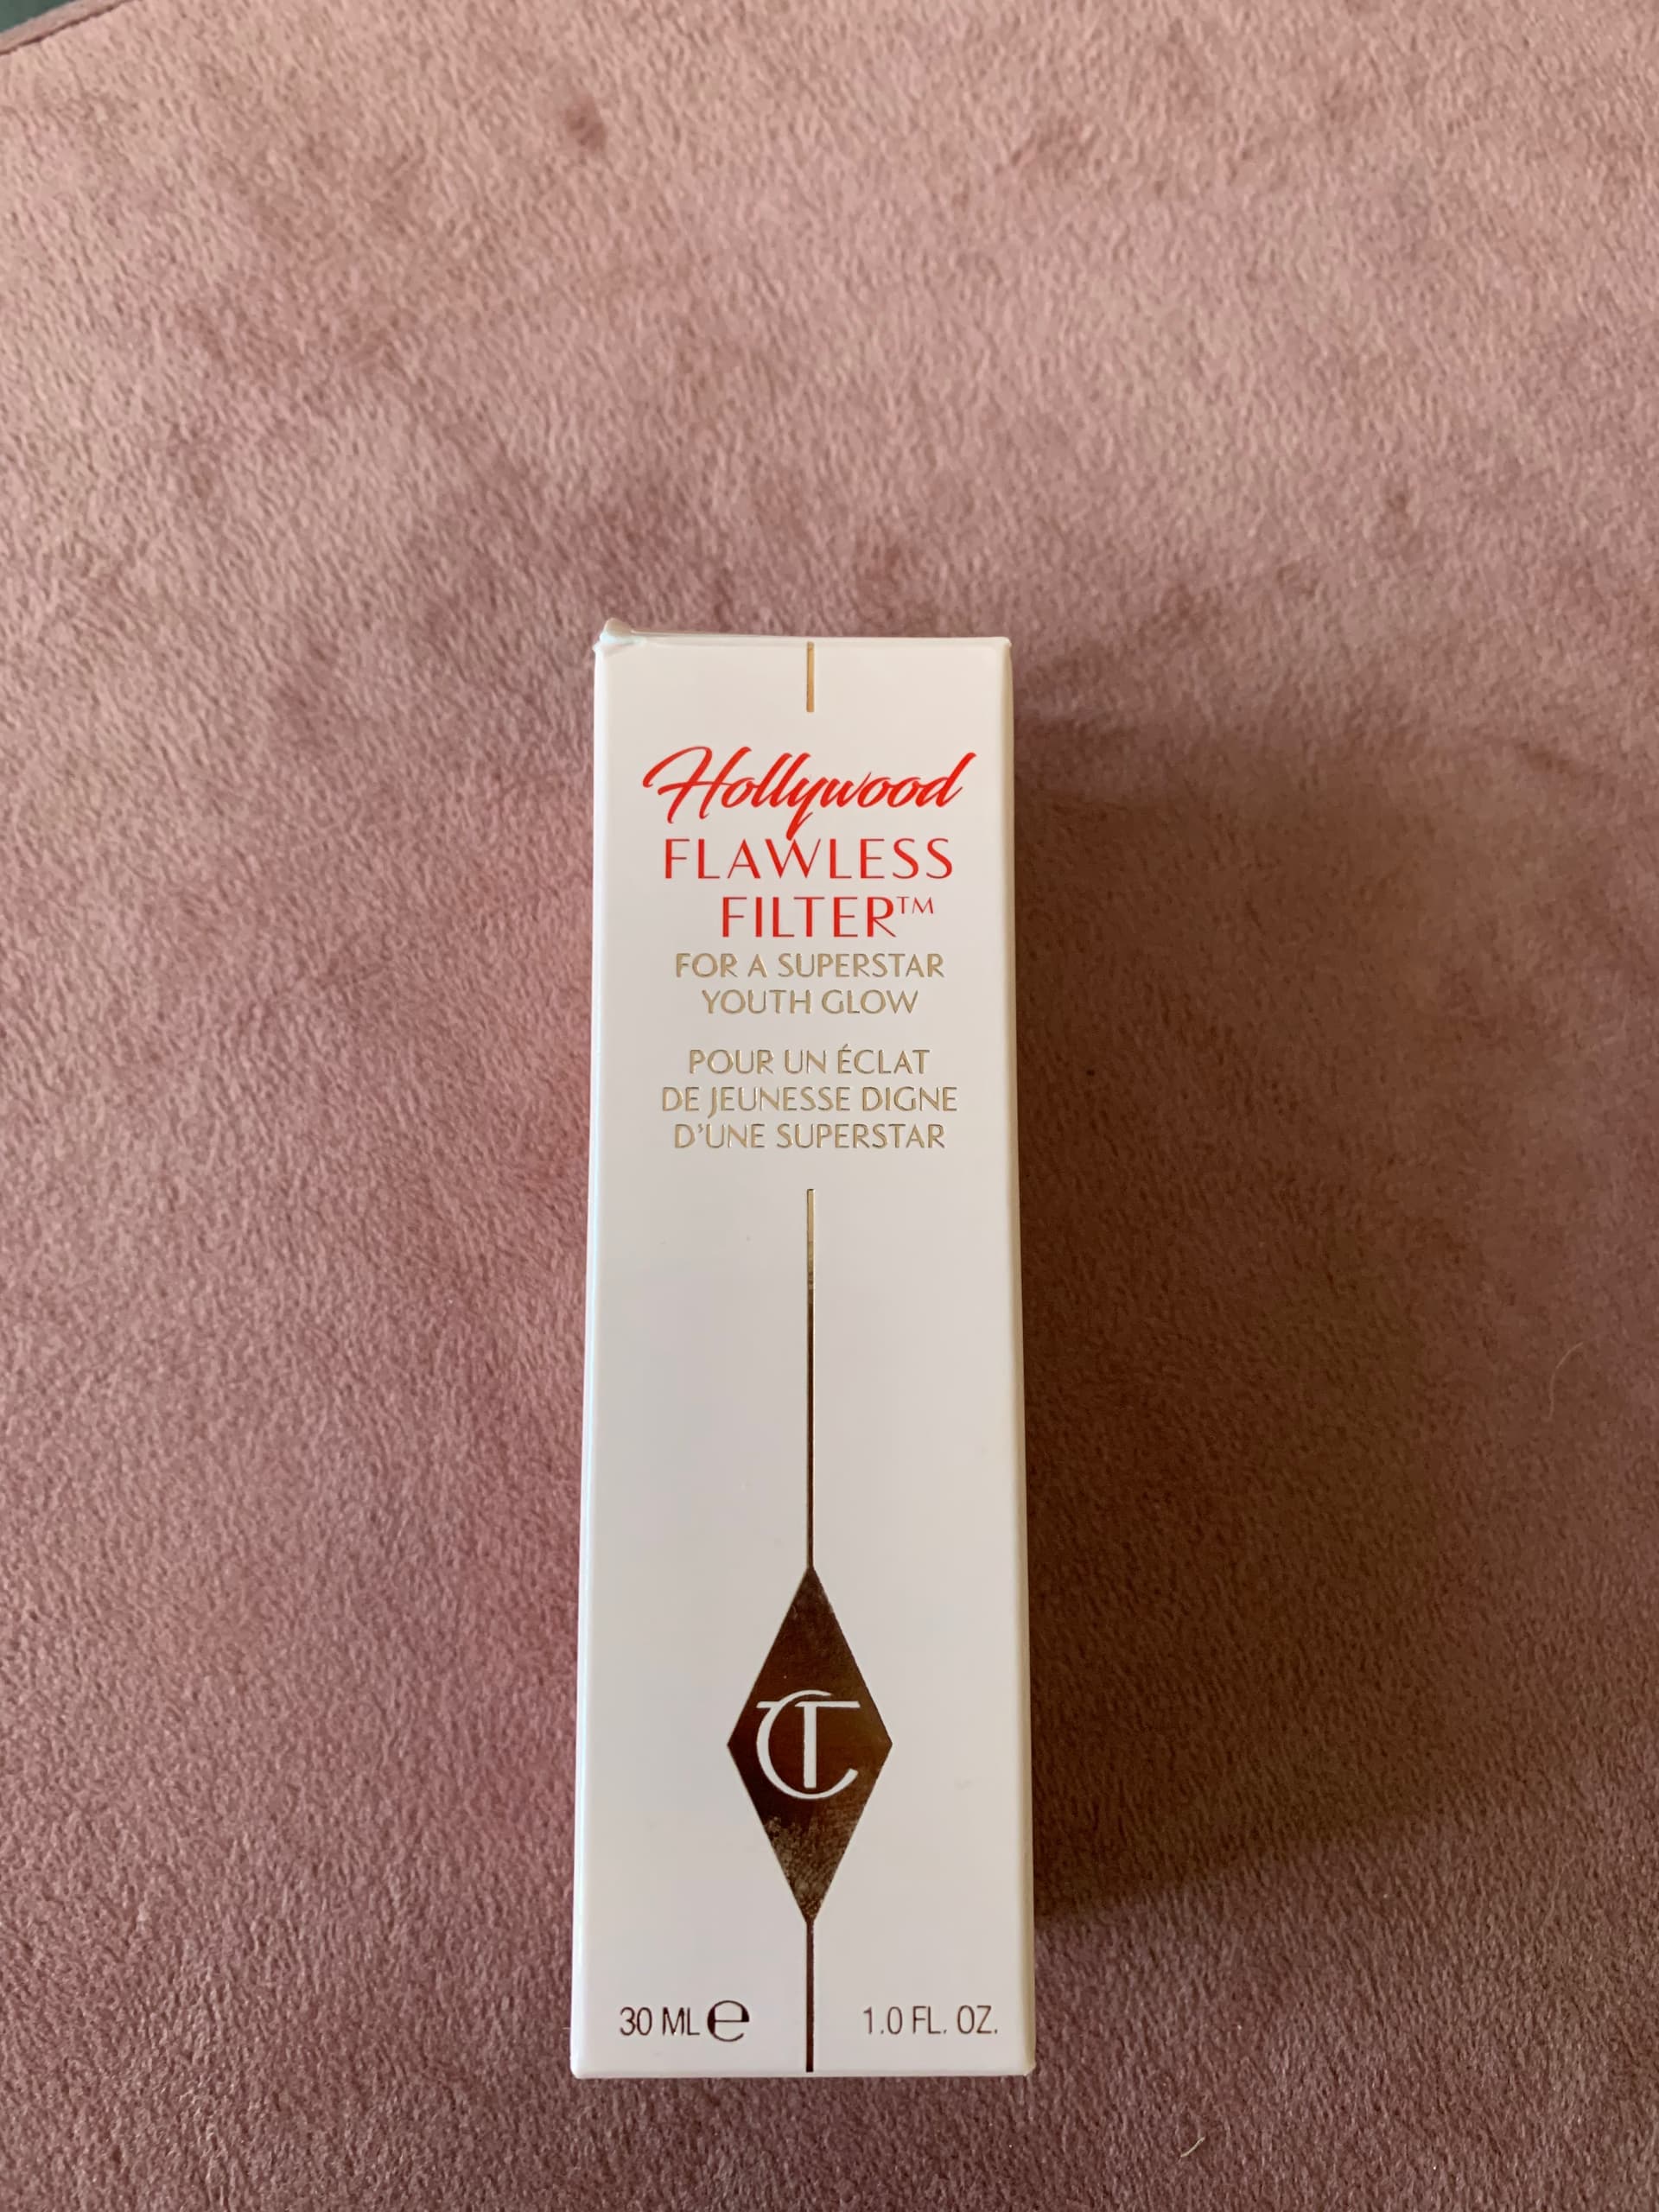 Hollywood
FLAWLESS
FILTER™
FOR A SUPERSTAR
YOUTH GLOW
POUR UN ÉCLAT
DE JEUNESSE DIGNE
D'UNE SUPERSTAR
CT
30 ML ℮ 1.0 FL. OZ.